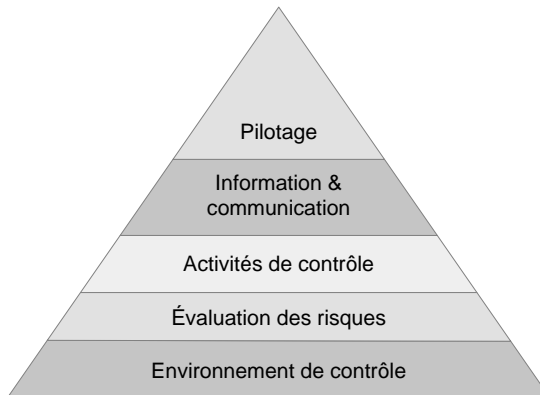 Pilotage
Information &
communication
Activités de contrôle
Évaluation des risques
Environnement de contrôle